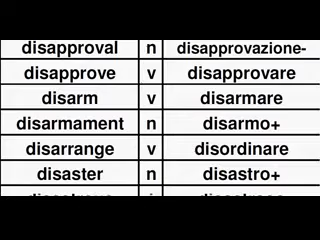 disapproval n disapprovazione-
disapprove v disapprovare
disarm v disarmare
disarmament n disarmo+
disarrange v disordinare
disaster n disastro+